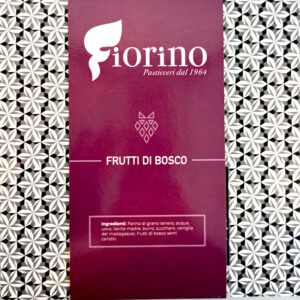 Fiorino
Pasticceri dal 1964
FRUTTI DI BOSCO
Ingredienti: Farina di grano tenero, acqua,
uova, lievito madre, burro, zucchero, vaniglia
del madagascar, frutti di bosco semi
canditi.